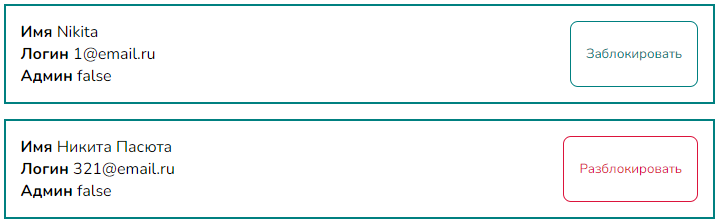 Имя Nikita
Логин 1@email.ru
Админ false
Заблокировать
Имя Никита Пасюта
Логин 321@email.ru
Админ false
Разблокировать